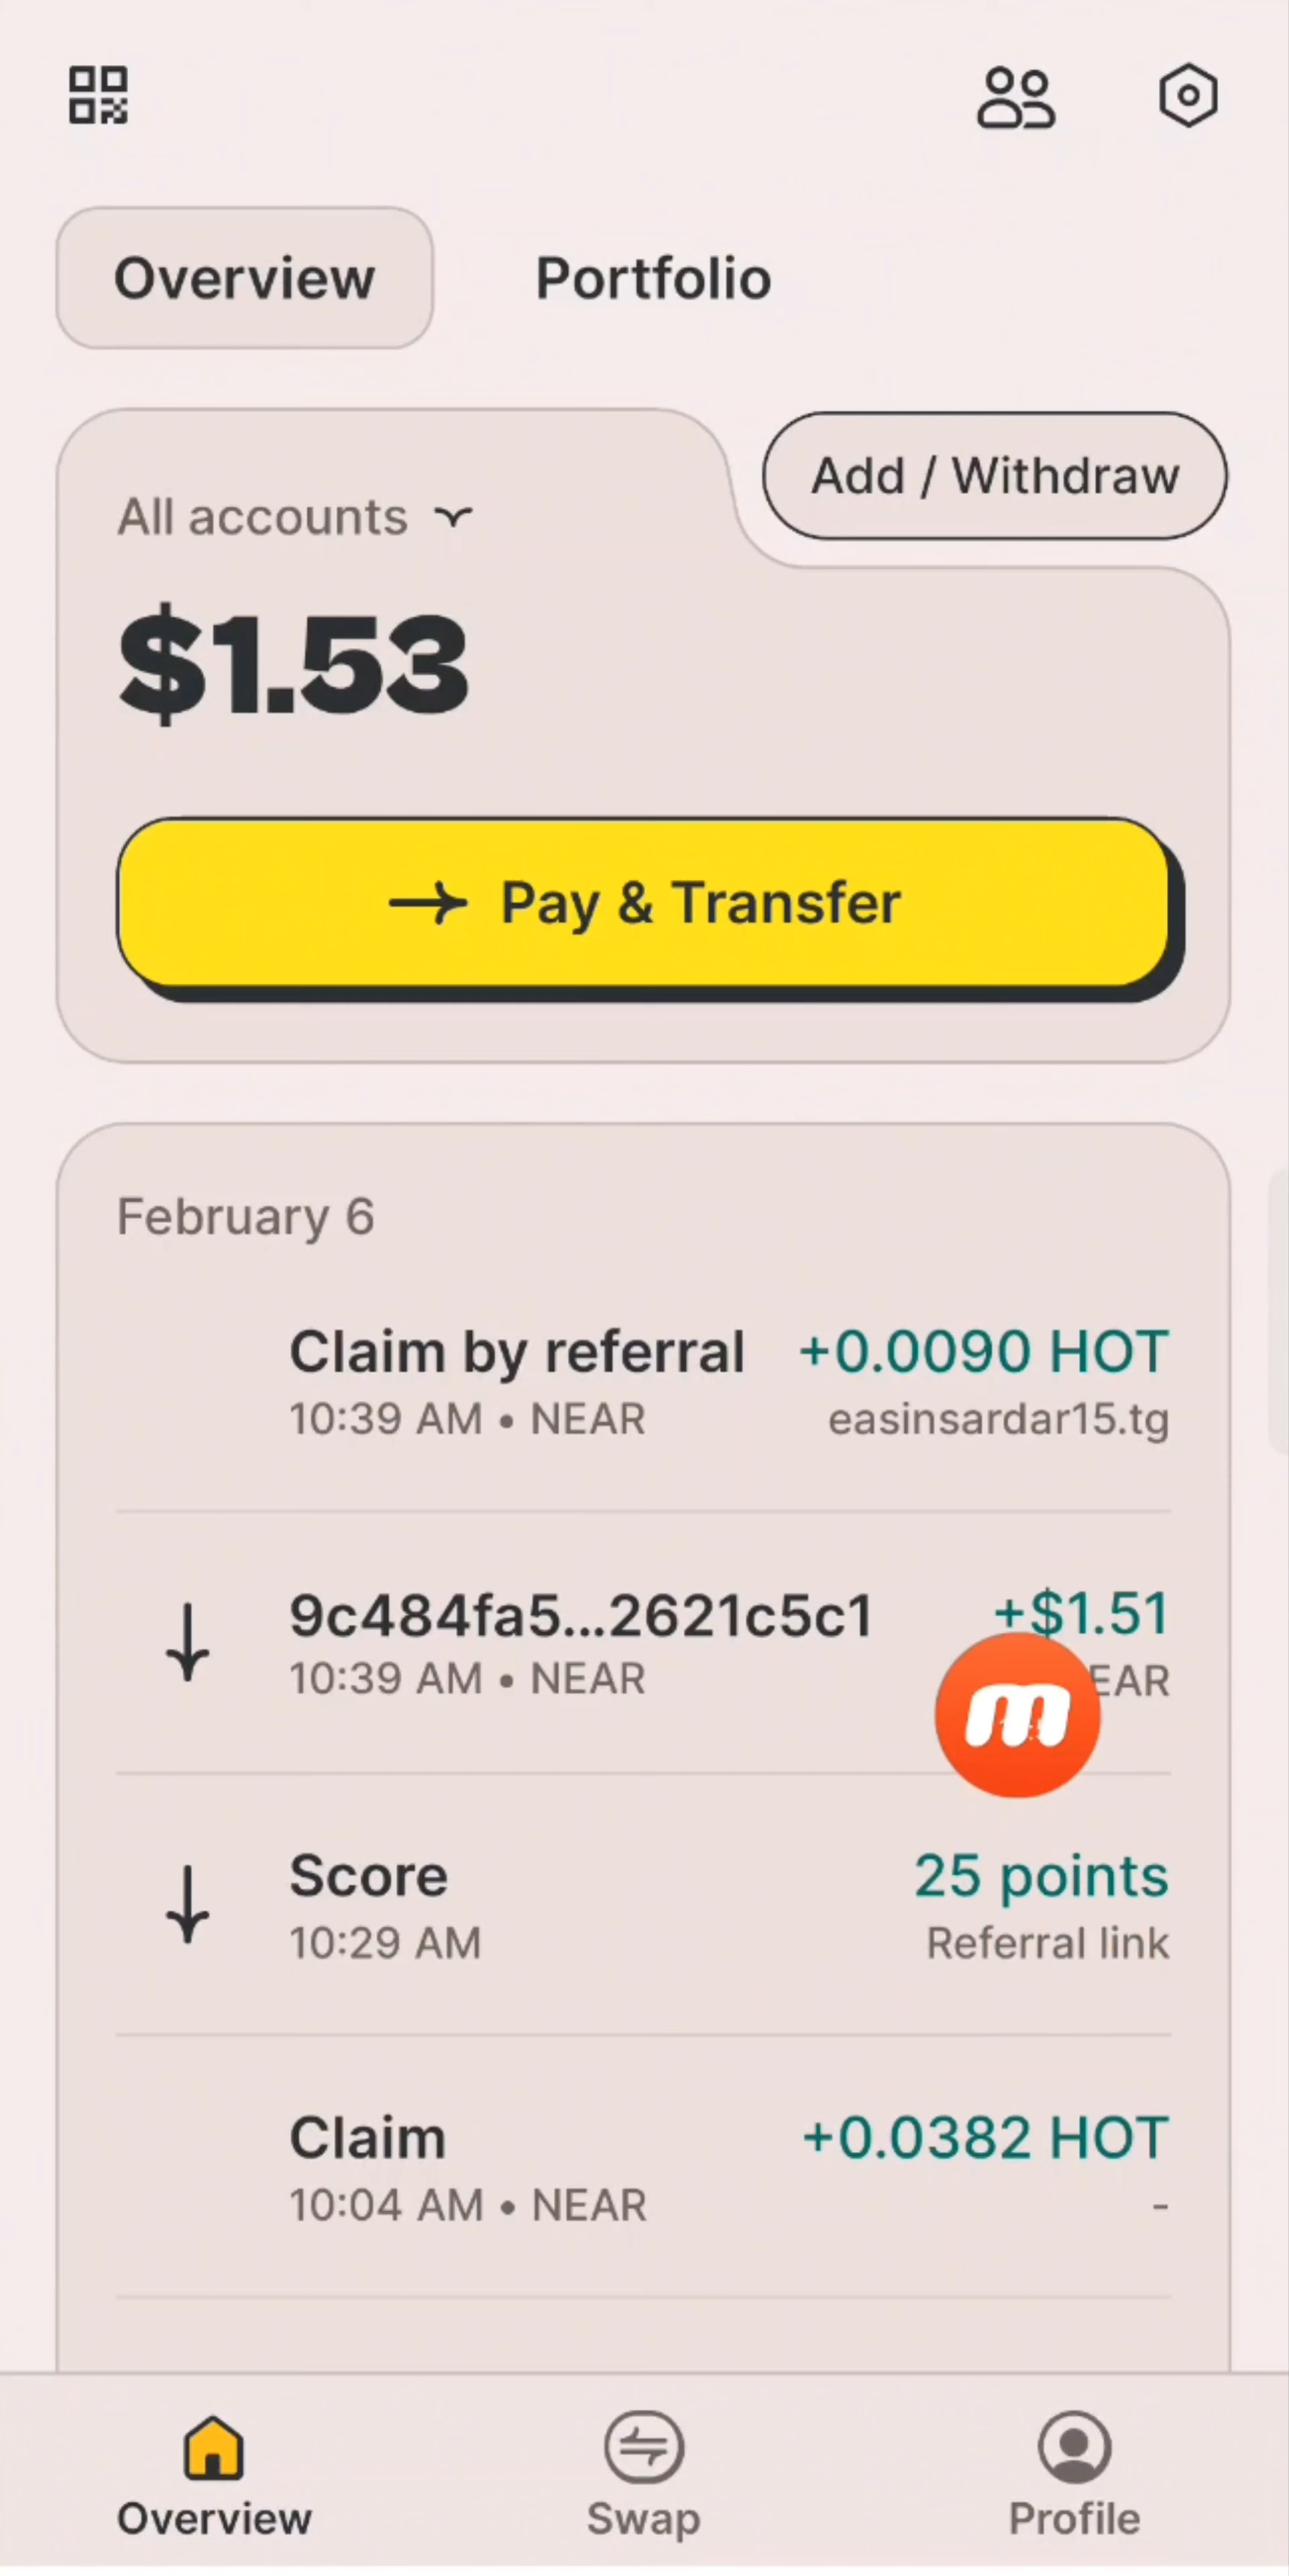 Overview Portfolio
Add / Withdraw
All accounts
$1.53
Pay & Transfer
February 6
Claim by referral +0.0090 HOT
10:39 AM • NEAR easinsardar15.tg
9c484fa5...2621c5c1 +$1.51
10:39 AM • NEAR
Score 25 points
10:29 AM Referral link
Claim +0.0382 HOT
10:04 AM • NEAR -
Overview Swap Profile